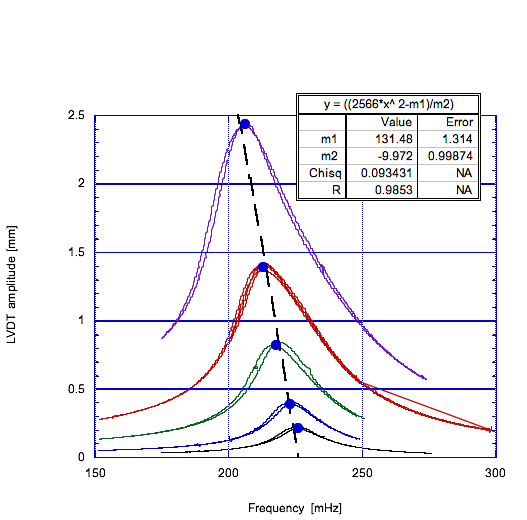 y = ((2566*x^ 2-m1)/m2)
Value Error
m1 131.48 1.314
m2 -9.972 0.99874
Chisq 0.093431 NA
R 0.9853 NA
2.5
2
1.5
1
0.5
0
LVDT amplitude [mm]
150 200 250 300
Frequency [mHz]